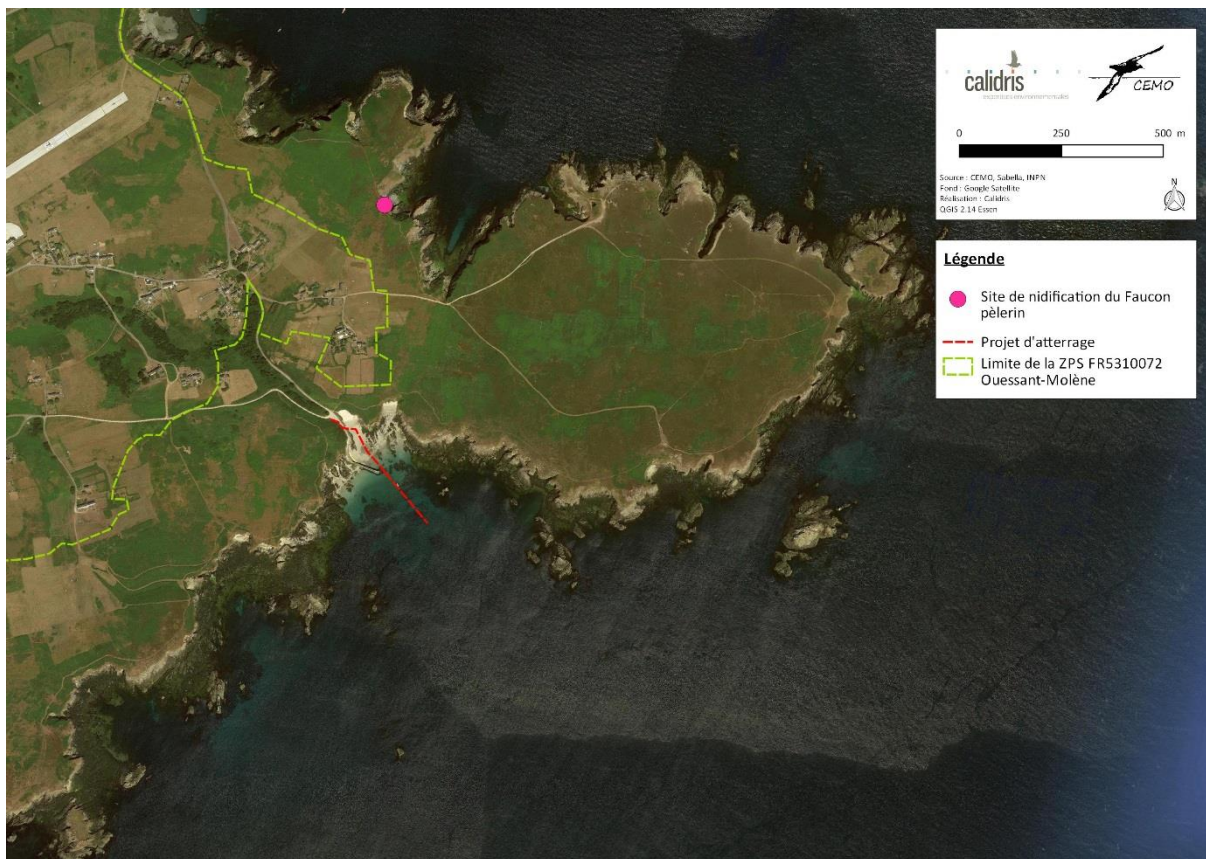 calidris
CEMO
0 250 500 m
Source : CEMO, Sabella, INPN
Fond : Google Satellite
Réalisation : Calidris
QGIS 2.14 Essen
N
Légende
Site de nidification du Faucon
pèlerin
Projet d'atterrage
Limite de la ZPS FR5310072
Ouessant-Molène